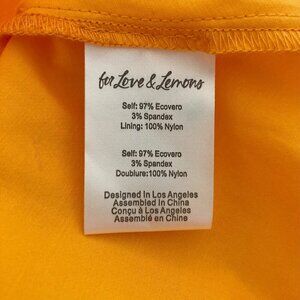 for Love & Lemons
Self: 97% Ecovero
3% Spandex
Lining: 100% Nylon
Self: 97% Ecovero
3% Spandex
Doublure:100% Nylon
Designed In Los Angeles
Assembled In China
Conçu à Los Angeles
Assemblé en Chine